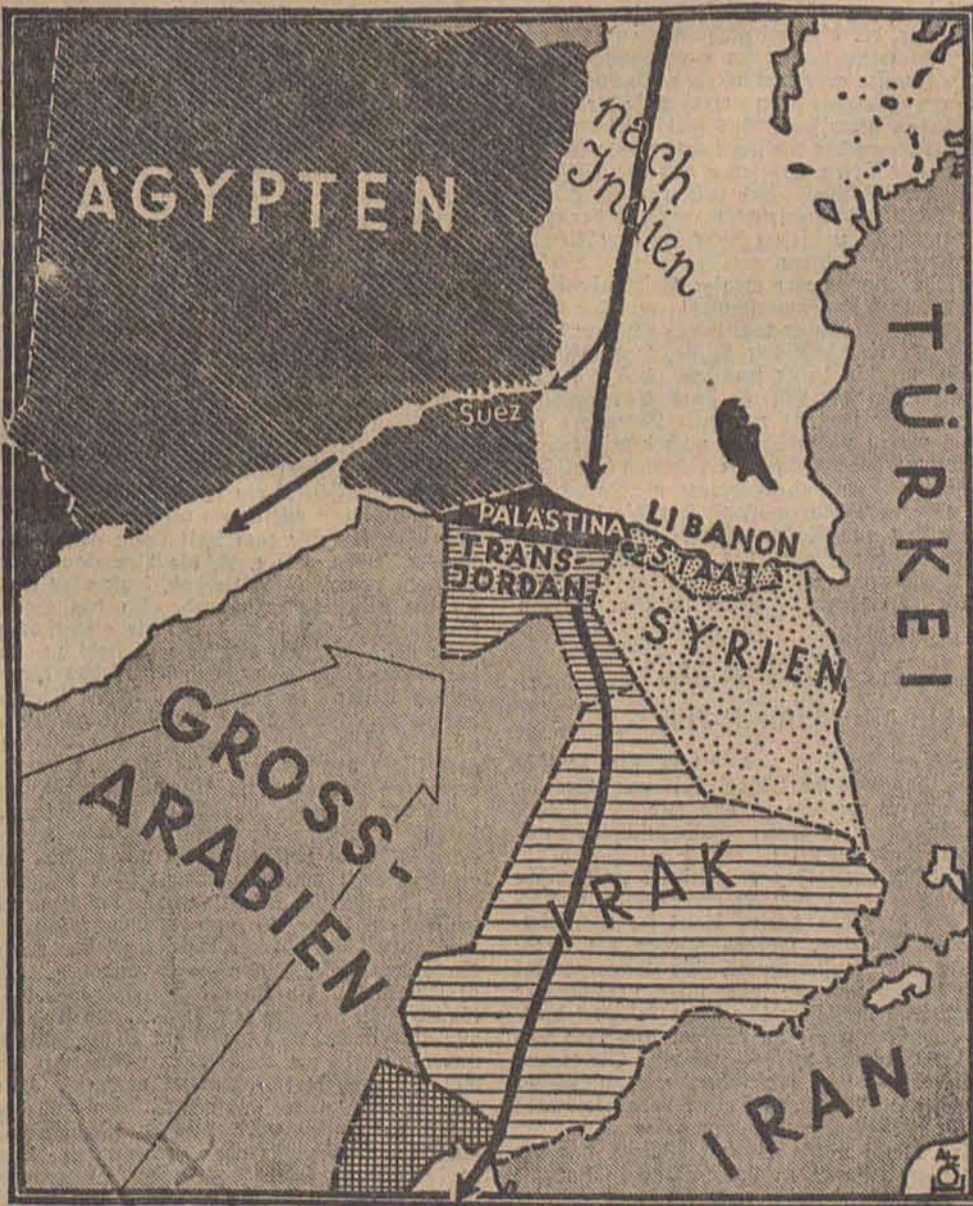 ÄGYPTEN
nach
Indien
TÜRKEI
Suez
PALÄSTINA
LIBANON
STAAT
TRANS-
JORDAN
SYRIEN
GROSS-
ARABIEN
IRAK
IRAN